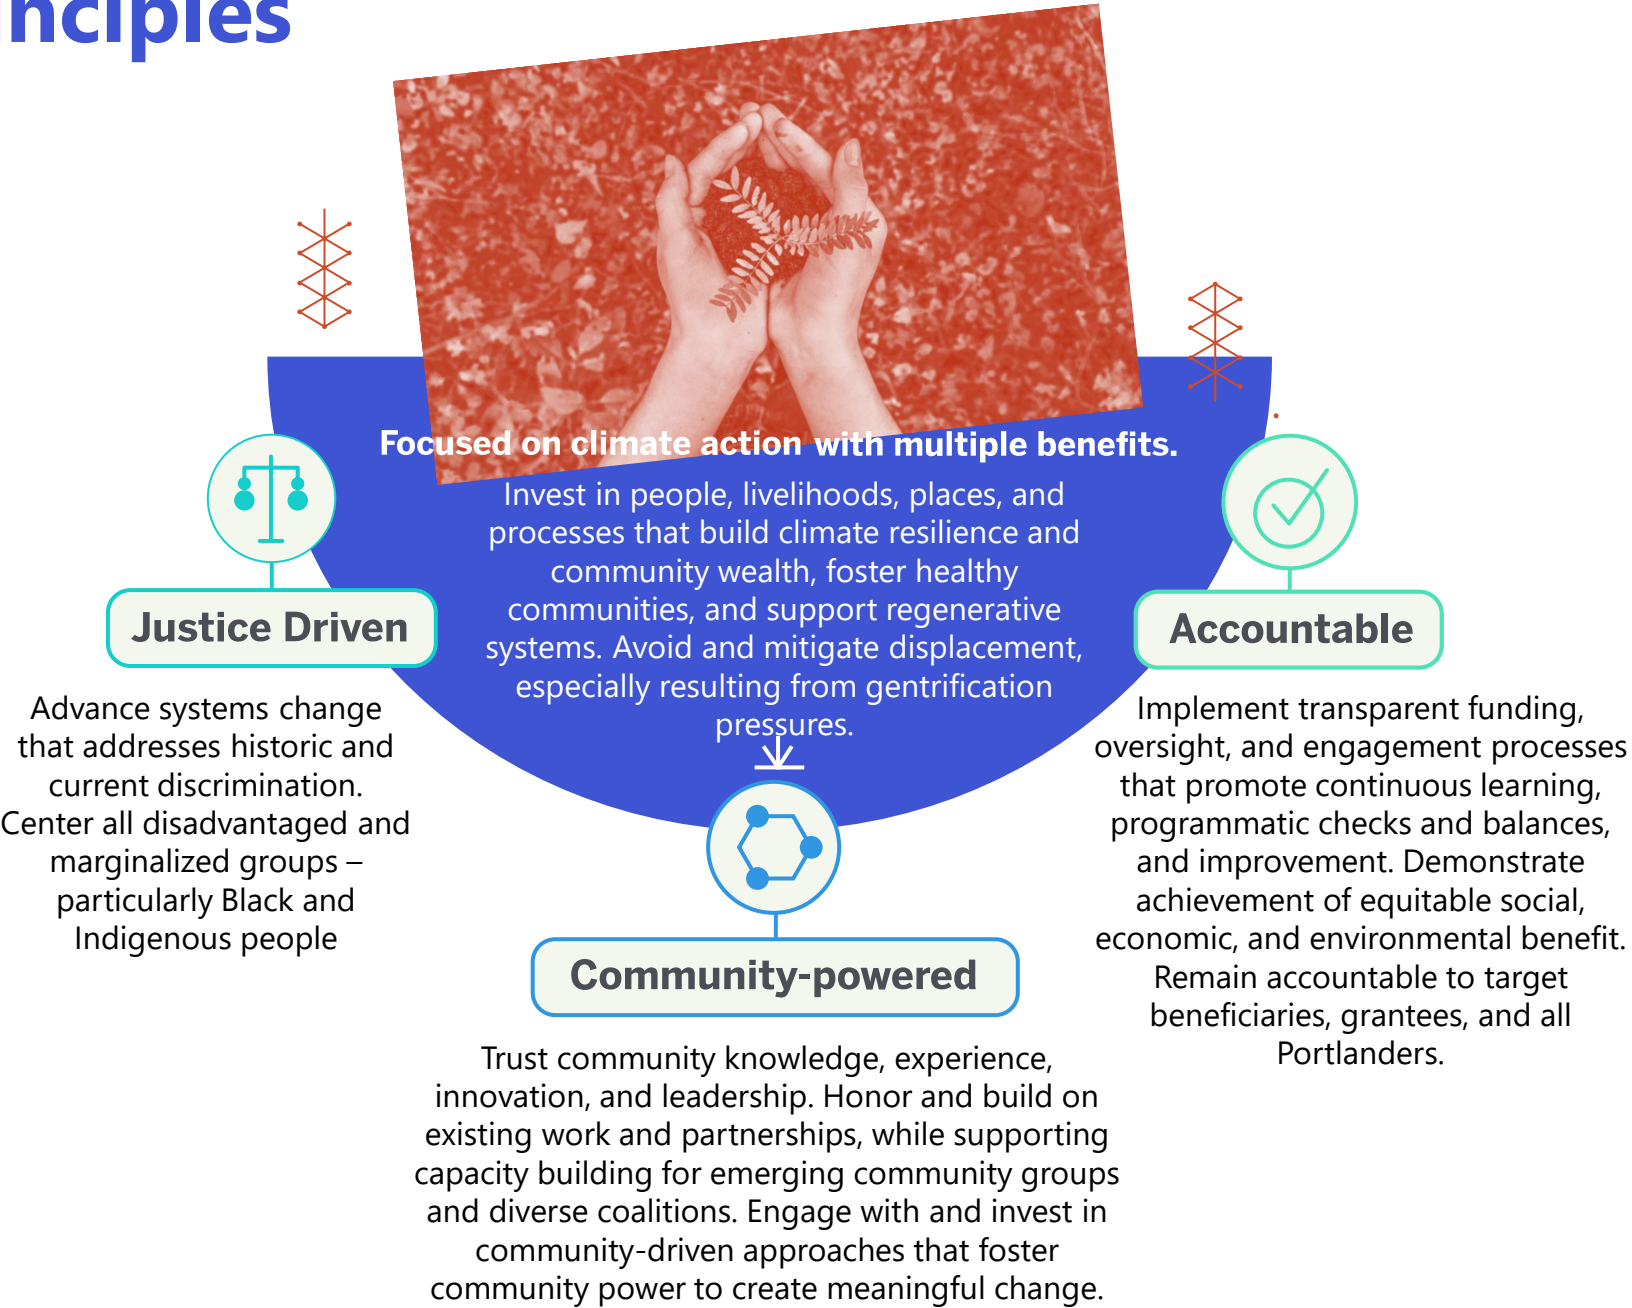 inciples
Focused on climate action with multiple benefits.
Invest in people, livelihoods, places, and
processes that build climate resilience and
community wealth, foster healthy
communities, and support regenerative
systems. Avoid and mitigate displacement,
especially resulting from gentrification
pressures.
Justice Driven
Advance systems change
that addresses historic and
current discrimination.
Center all disadvantaged and
marginalized groups –
particularly Black and
Indigenous people
Community-powered
Trust community knowledge, experience,
innovation, and leadership. Honor and build on
existing work and partnerships, while supporting
capacity building for emerging community groups
and diverse coalitions. Engage with and invest in
community-driven approaches that foster
community power to create meaningful change.
Accountable
Implement transparent funding,
oversight, and engagement processes
that promote continuous learning,
programmatic checks and balances,
and improvement. Demonstrate
achievement of equitable social,
economic, and environmental benefit.
Remain accountable to target
beneficiaries, grantees, and all
Portlanders.